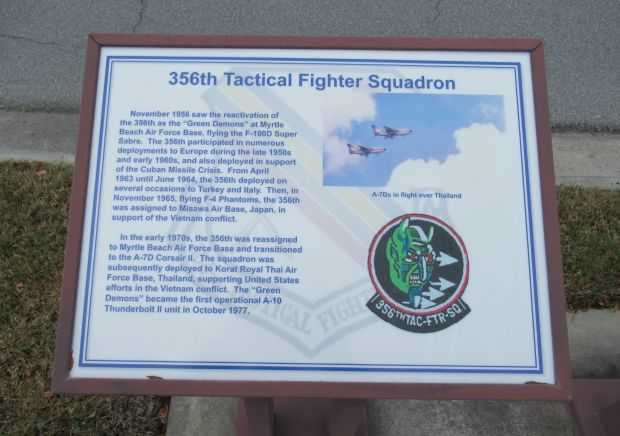 356th Tactical Fighter Squadron
November 1956 saw the reactivation of
the 356th as the “Green Demons” at Myrtle
Beach Air Force Base, flying the F-100D Super
Sabre. The 356th participated in numerous
deployments to Europe during the late 1950s
and early 1960s, and also deployed in support
of the Cuban Missile Crisis. From April
1963 until June 1964, the 356th deployed on
several occasions to Turkey and Italy. Then, in
November 1965, flying F-4 Phantoms, the 356th
was assigned to Misawa Air Base, Japan, in
support of the Vietnam conflict.
In the early 1970s, the 356th was reassigned
to Myrtle Beach Air Force Base and transitioned
to the A-7D Corsair II. The squadron was
subsequently deployed to Korat Royal Thai Air
Force Base, Thailand, supporting United States
efforts in the Vietnam conflict. The “Green
Demons” became the first operational A-10
Thunderbolt II unit in October 1977.
A-7Ds in flight over Thailand
356THTAC-FTR-SQ
TICAL FIGH